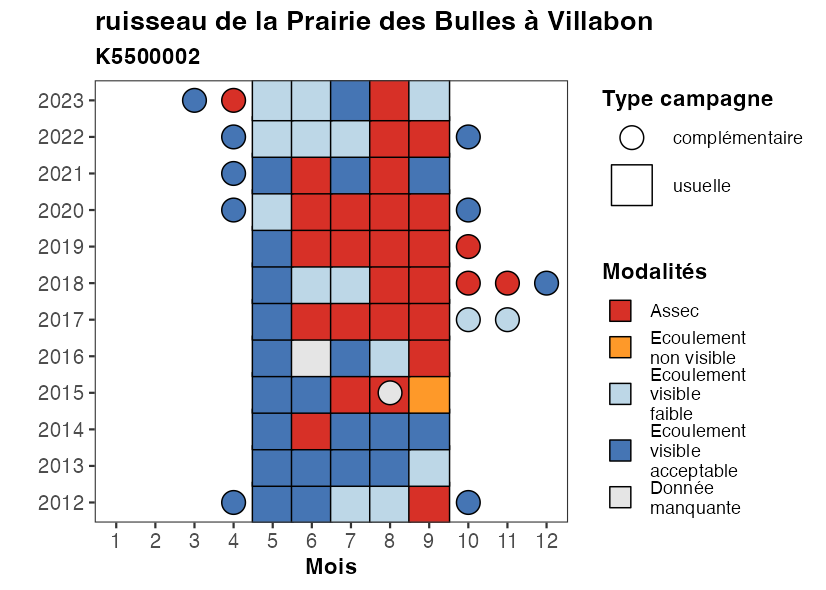 ruisseau de la Prairie des Bulles à Villabon
K5500002
2023
2022
2021
2020
2019
2018
2017
2016
2015
2014
2013
2012
1 2 3 4 5 6 7 8 9 10 11 12
Mois
Type campagne
complémentaire
usuelle
Modalités
Assec
Ecoulement
non visible
Ecoulement
visible
faible
Ecoulement
visible
acceptable
Donnée
manquante